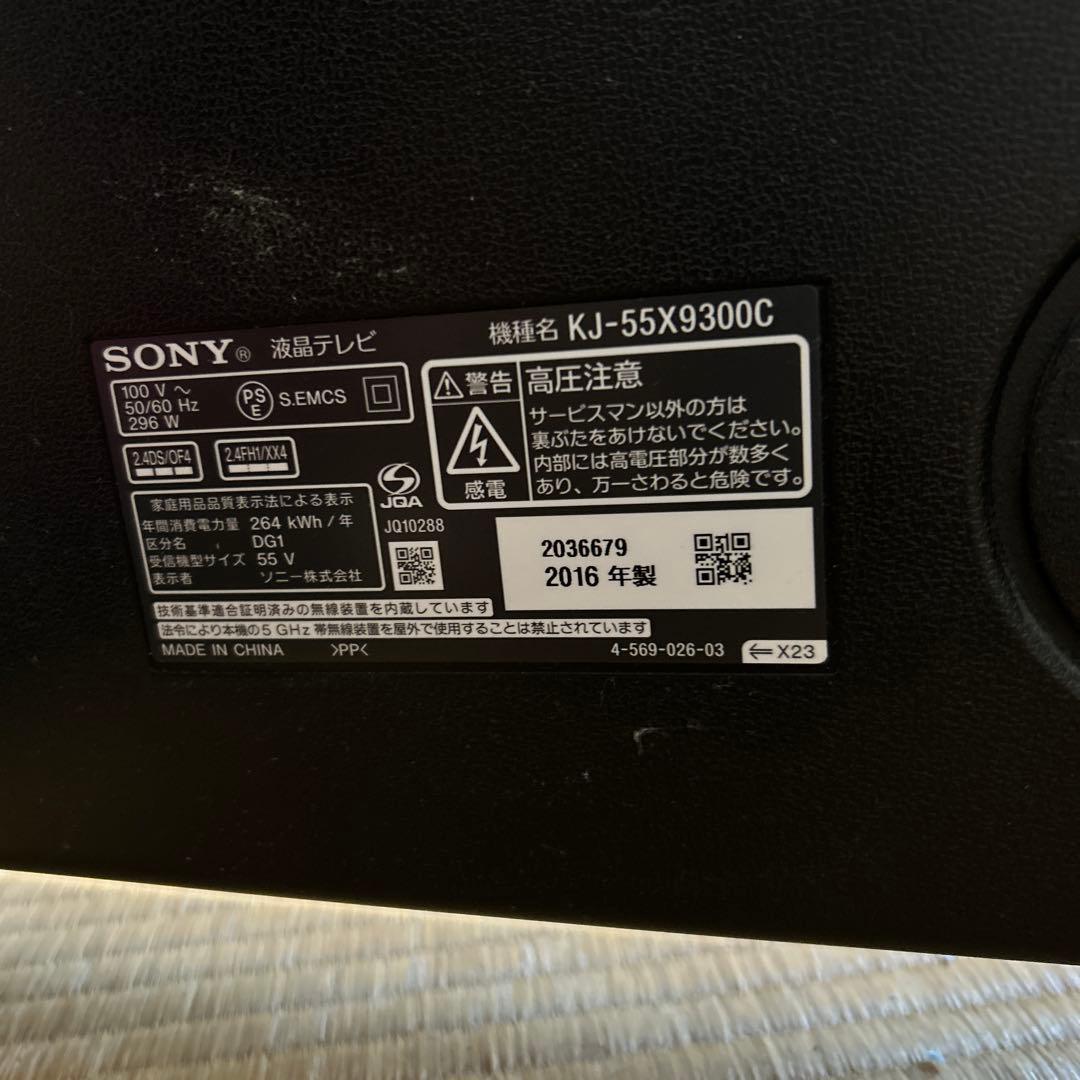 SONY® 液晶テレビ
機種名 KJ-55X9300C
100 V ～
50/60 Hz
296 W
PS
E
S.EMCS
2.4DS/OF4
2.4FH1/XX4
警告
感電
高圧注意
サービスマン以外の方は
裏ぶたをあけないでください。
内部には高電圧部分が数多く
あり、万一さわると危険です。
家庭用品品質表示法による表示
年間消費電力量 264 kWh / 年
区分名 DG1
受信機型サイズ 55 V
表示者 ソニー株式会社
JQA
JQ10288
2036679
2016 年製
技術基準適合証明済みの無線装置を内蔵しています
法令により本機の5 GHz 帯無線装置を屋外で使用することは禁止されています
MADE IN CHINA >PP< 4-569-026-03 ⇐X23